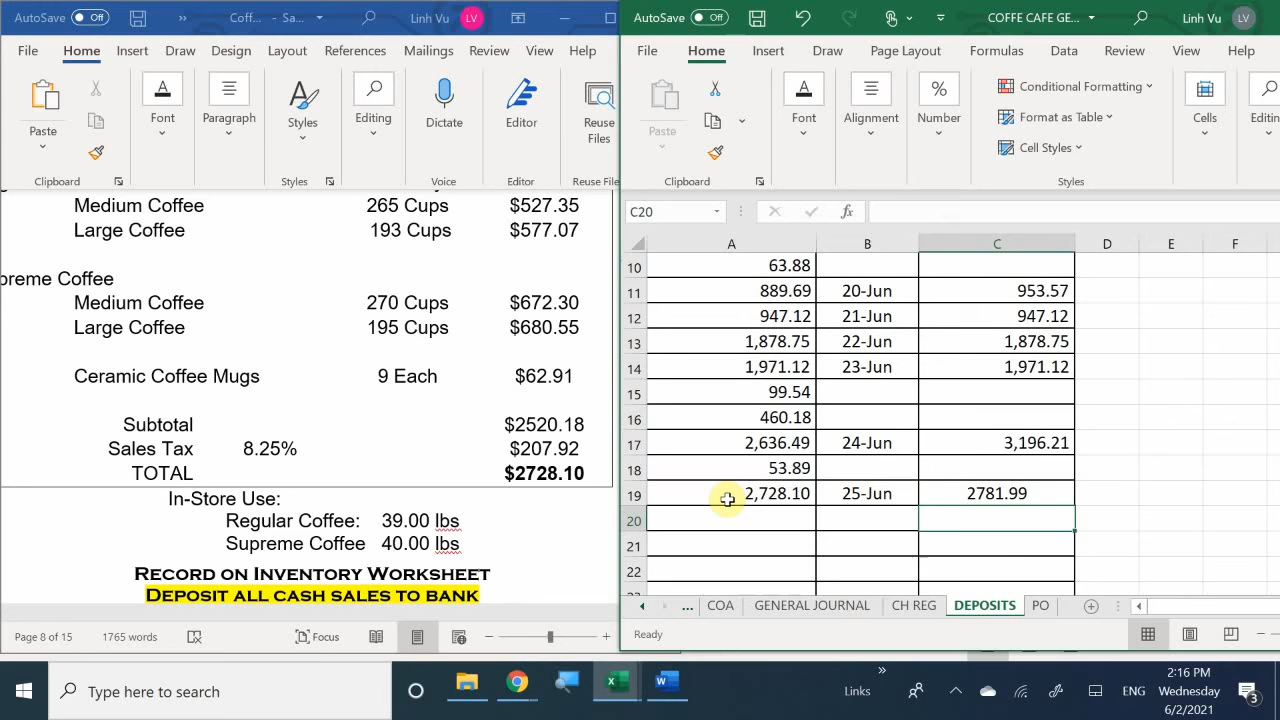 AutoSave Off » Coff... - Sa... Linh Vu LV
File Home Insert Draw Design Layout References Mailings Review View Help
Paste Font Paragraph Styles Editing Dictate Editor Reuse Files
Clipboard Styles Voice Editor Reuse File
Medium Coffee 265 Cups $527.35
Large Coffee 193 Cups $577.07
preme Coffee
Medium Coffee 270 Cups $672.30
Large Coffee 195 Cups $680.55
Ceramic Coffee Mugs 9 Each $62.91
Subtotal $2520.18
Sales Tax 8.25% $207.92
TOTAL $2728.10
In-Store Use:
Regular Coffee: 39.00 lbs
Supreme Coffee 40.00 lbs
RECORD ON INVENTORY WORKSHEET
DEPOSIT ALL CASH SALES TO BANK
Page 8 of 15 1765 words Focus
AutoSave Off COFFE CAFE GE... Linh Vu LV
File Home Insert Draw Page Layout Formulas Data Review View Help
Paste Font Alignment Number Conditional Formatting Format as Table Cell Styles Cells Editin
Clipboard Styles
C20 fx
A B C D E F
10 63.88
11 889.69 20-Jun 953.57
12 947.12 21-Jun 947.12
13 1,878.75 22-Jun 1,878.75
14 1,971.12 23-Jun 1,971.12
15 99.54
16 460.18
17 2,636.49 24-Jun 3,196.21
18 53.89
19 2,728.10 25-Jun 2781.99
20
21
22
... COA GENERAL JOURNAL CH REG DEPOSITS PO
Ready
Type here to search Links » ENG 2:16 PM Wednesday 6/2/2021 3